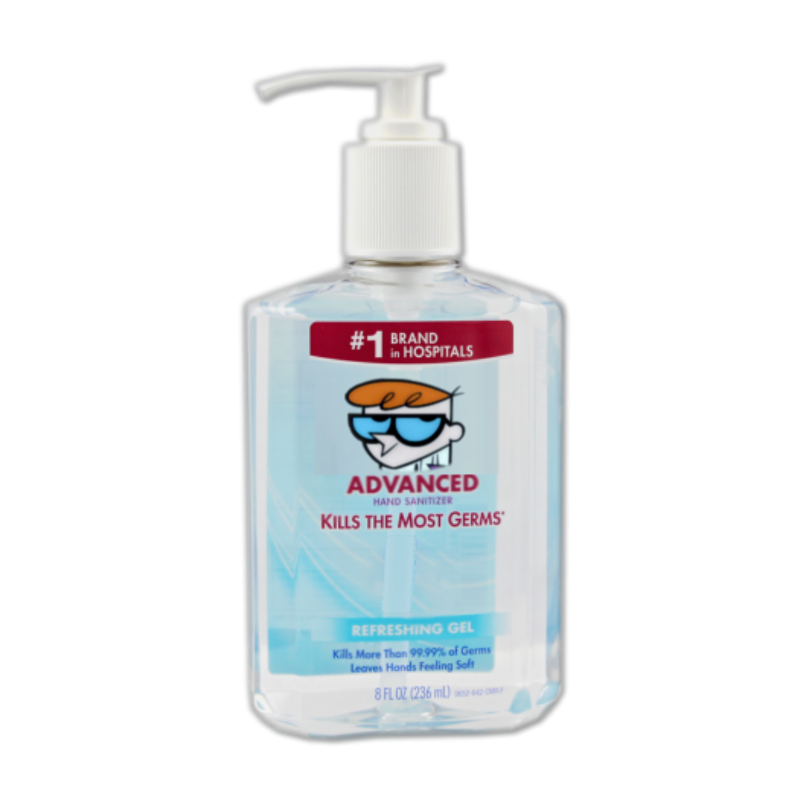 #1 BRAND
in HOSPITALS
ADVANCED
HAND SANITIZER
KILLS THE MOST GERMS*
REFRESHING GEL
Kills More Than 99.99% of Germs
Leaves Hands Feeling Soft
8 FL OZ (236 mL)